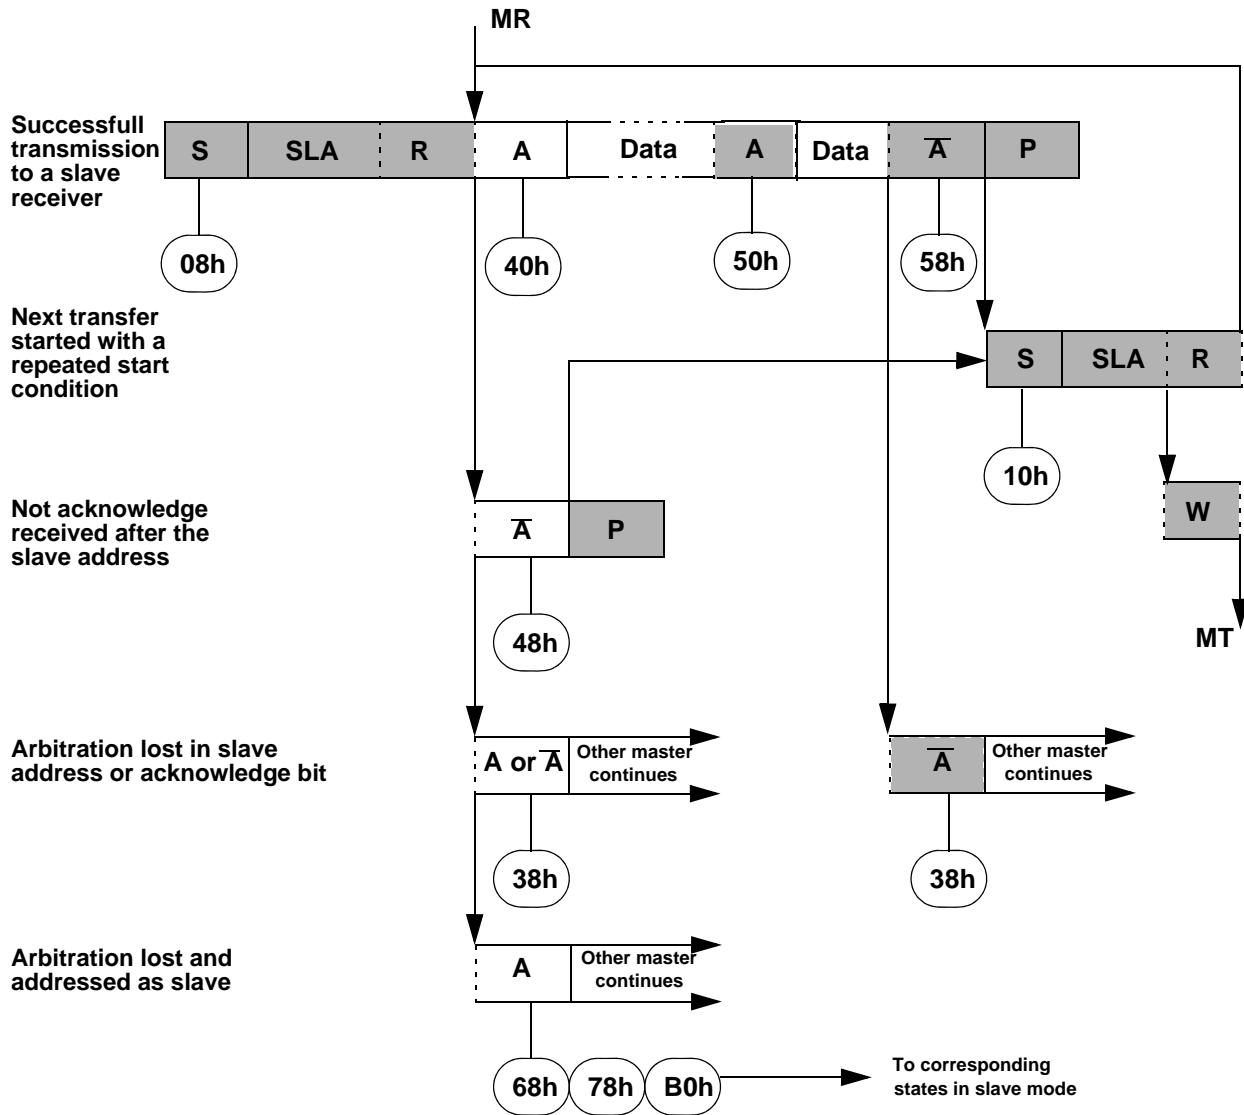 MR
Successfull
transmission
to a slave
receiver
S SLA R A Data A Data A̅ P
08h 40h 50h 58h
Next transfer
started with a
repeated start
condition
S SLA R
10h
W
MT
Not acknowledge
received after the
slave address
A̅ P
48h
Arbitration lost in slave
address or acknowledge bit
A or A̅
Other master
continues
38h
A̅
Other master
continues
38h
Arbitration lost and
addressed as slave
A
Other master
continues
68h 78h B0h
To corresponding
states in slave mode